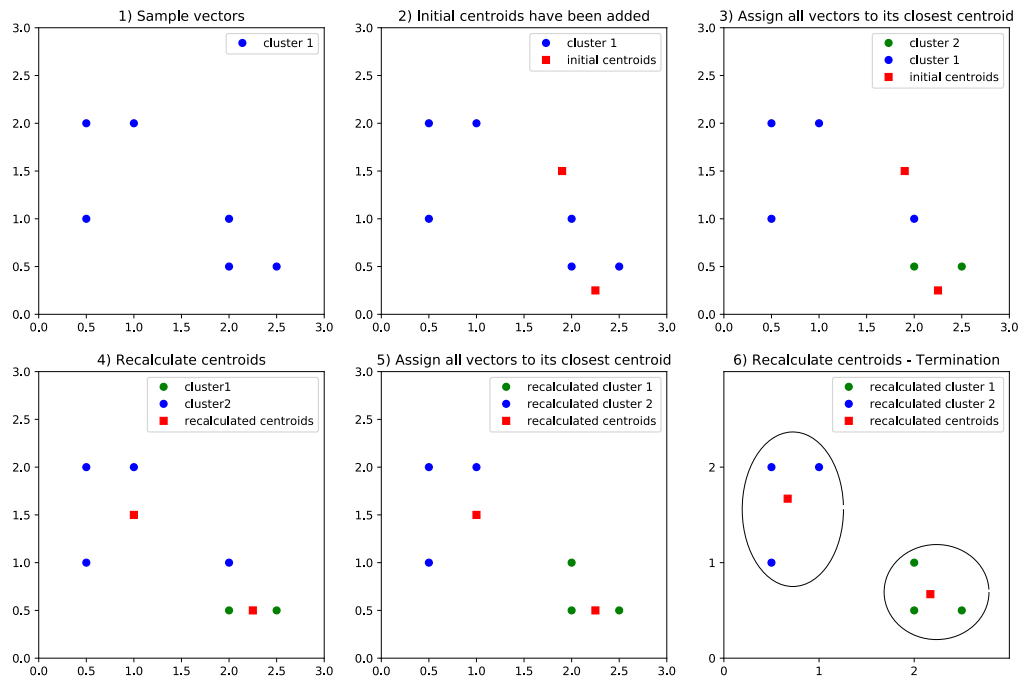 1) Sample vectors
3.0
2.5
2.0
1.5
1.0
0.5
0.0
0.0 0.5 1.0 1.5 2.0 2.5 3.0
cluster 1
2) Initial centroids have been added
3.0
2.5
2.0
1.5
1.0
0.5
0.0
0.0 0.5 1.0 1.5 2.0 2.5 3.0
cluster 1
initial centroids
3) Assign all vectors to its closest centroid
3.0
2.5
2.0
1.5
1.0
0.5
0.0
0.0 0.5 1.0 1.5 2.0 2.5 3.0
cluster 2
cluster 1
initial centroids
4) Recalculate centroids
3.0
2.5
2.0
1.5
1.0
0.5
0.0
0.0 0.5 1.0 1.5 2.0 2.5 3.0
cluster1
cluster2
recalculated centroids
5) Assign all vectors to its closest centroid
3.0
2.5
2.0
1.5
1.0
0.5
0.0
0.0 0.5 1.0 1.5 2.0 2.5 3.0
recalculated cluster 1
recalculated cluster 2
recalculated centroids
6) Recalculate centroids - Termination
2
1
0
0 1 2
recalculated cluster 1
recalculated cluster 2
recalculated centroids